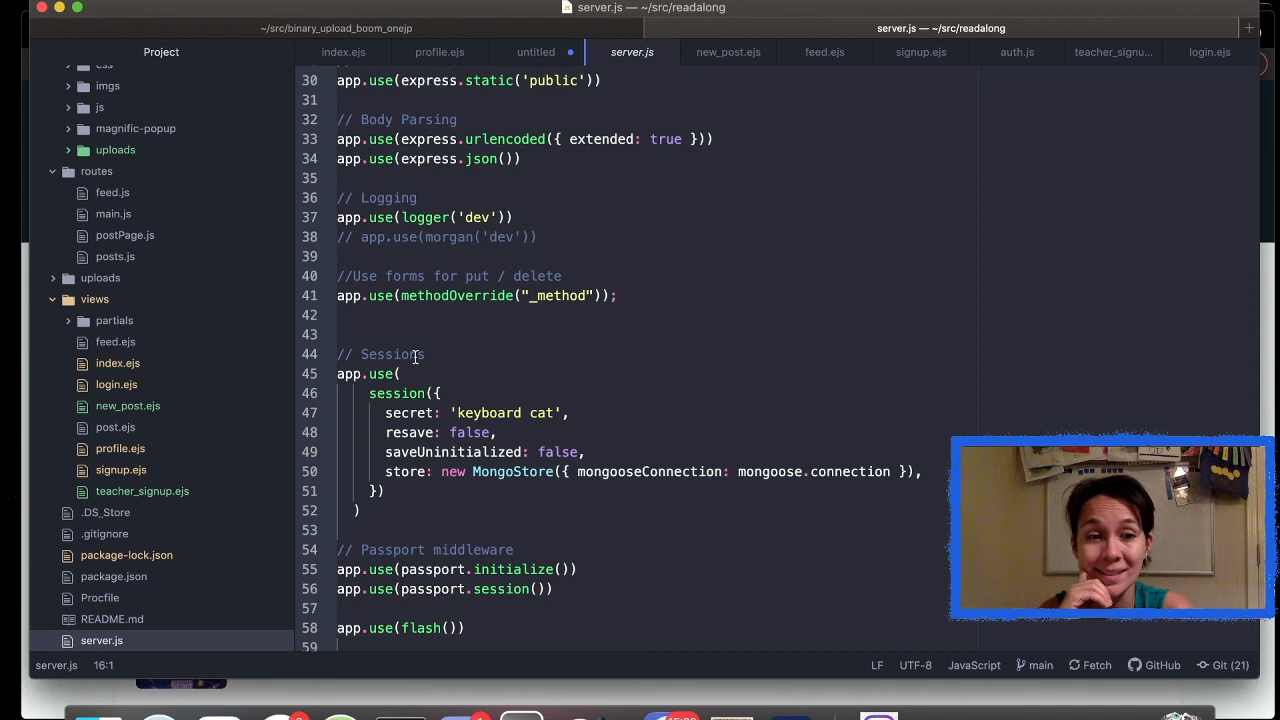 server.js — ~/src/readalong
~/src/binary_upload_boom_onejp
server.js — ~/src/readalong
Project
index.ejs
profile.ejs
untitled
server.js
new_post.ejs
feed.ejs
signup.ejs
auth.js
teacher_signu...
login.ejs
css
imgs
js
magnific-popup
uploads
routes
feed.js
main.js
postPage.js
posts.js
uploads
views
partials
feed.ejs
index.ejs
login.ejs
new_post.ejs
post.ejs
profile.ejs
signup.ejs
teacher_signup.ejs
.DS_Store
.gitignore
package-lock.json
package.json
Procfile
README.md
server.js
30 app.use(express.static('public'))
31
32 // Body Parsing
33 app.use(express.urlencoded({ extended: true }))
34 app.use(express.json())
35
36 // Logging
37 app.use(logger('dev'))
38 // app.use(morgan('dev'))
39
40 //Use forms for put / delete
41 app.use(methodOverride("_method"));
42
43
44 // Sessions
45 app.use(
46 session({
47 secret: 'keyboard cat',
48 resave: false,
49 saveUninitialized: false,
50 store: new MongoStore({ mongooseConnection: mongoose.connection }),
51 })
52 )
53
54 // Passport middleware
55 app.use(passport.initialize())
56 app.use(passport.session())
57
58 app.use(flash())
59
server.js 16:1
LF UTF-8 JavaScript main Fetch GitHub Git (21)
Start